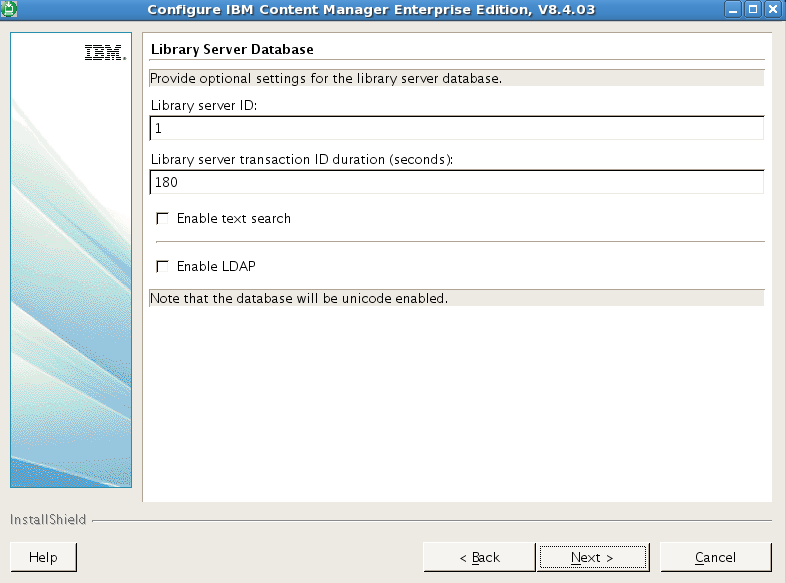 Configure IBM Content Manager Enterprise Edition, V8.4.03
IBM.
Library Server Database
Provide optional settings for the library server database.
Library server ID:
1
Library server transaction ID duration (seconds):
180
Enable text search
Enable LDAP
Note that the database will be unicode enabled.
InstallShield
Help
< Back
Next >
Cancel